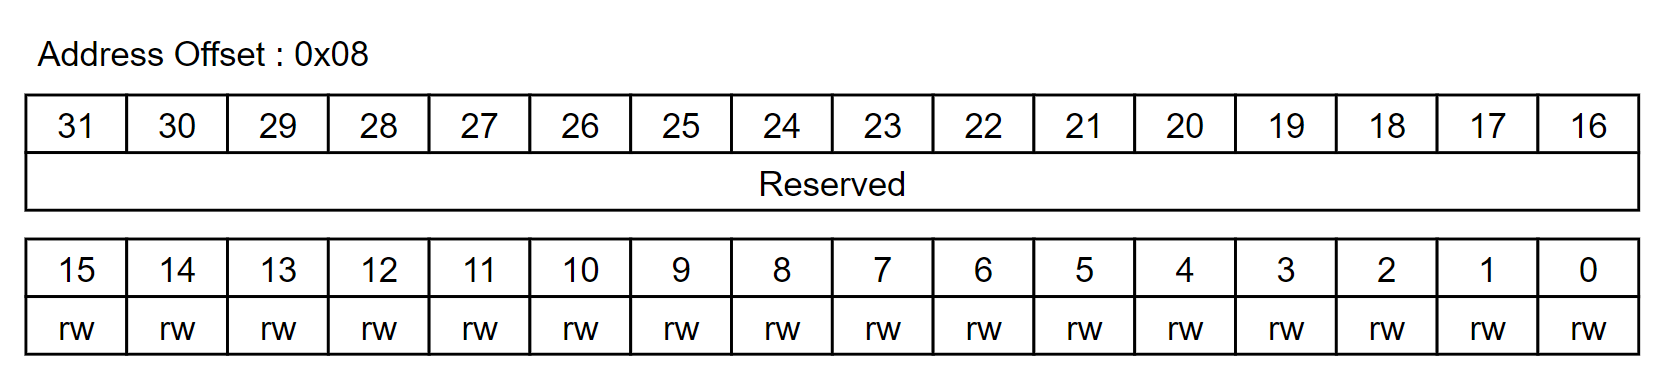 Address Offset : 0x08
31 30 29 28 27 26 25 24 23 22 21 20 19 18 17 16
Reserved
15 14 13 12 11 10 9 8 7 6 5 4 3 2 1 0
rw rw rw rw rw rw rw rw rw rw rw rw rw rw rw rw